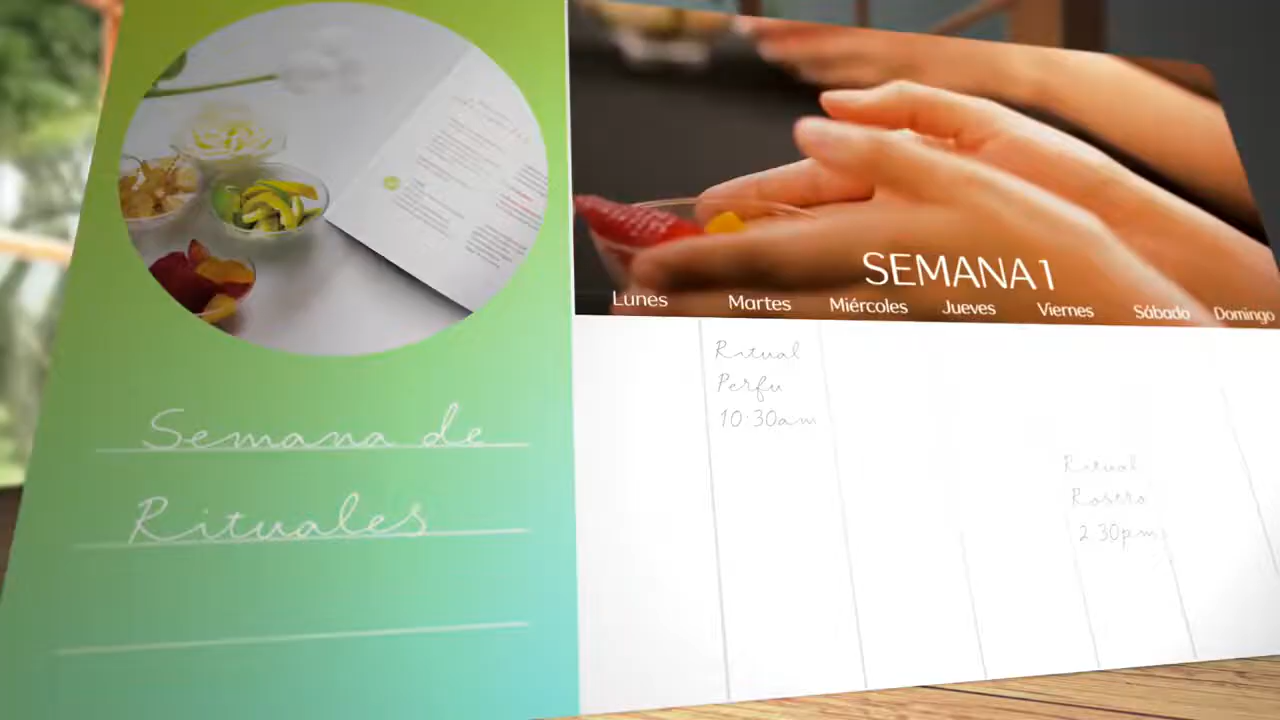 Semana de
Rituales
SEMANA 1
Lunes Martes Miércoles Jueves Viernes Sábado Domingo
Ritual
Perfu
10:30am
Ritual
Rostro
2:30pm